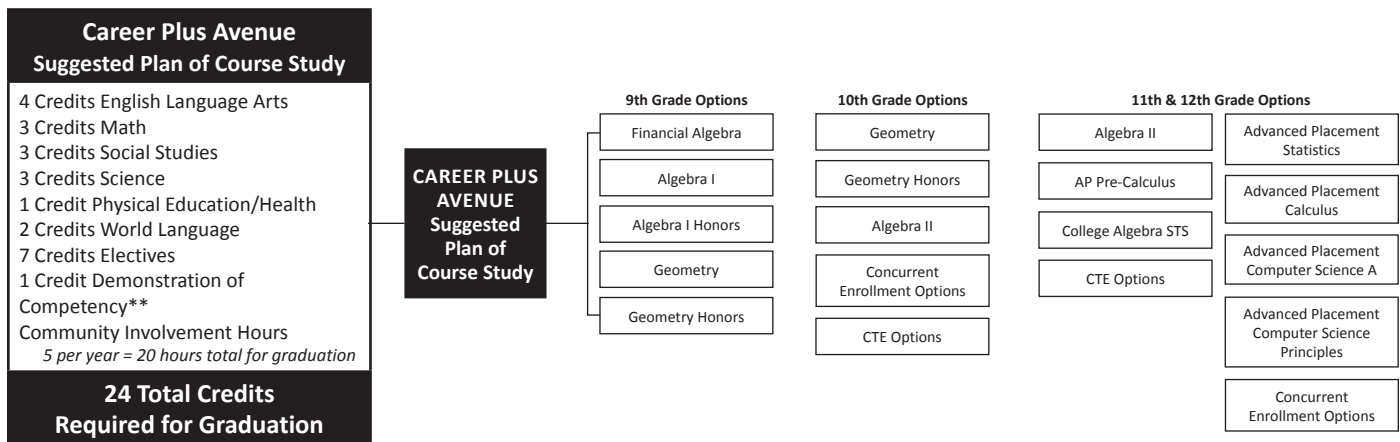 Career Plus Avenue
Suggested Plan of Course Study
4 Credits English Language Arts
3 Credits Math
3 Credits Social Studies
3 Credits Science
1 Credit Physical Education/Health
2 Credits World Language
7 Credits Electives
1 Credit Demonstration of
Competency**
Community Involvement Hours
5 per year = 20 hours total for graduation
24 Total Credits
Required for Graduation
CAREER PLUS
AVENUE
Suggested
Plan of
Course Study
9th Grade Options
Financial Algebra
Algebra I
Algebra I Honors
Geometry
Geometry Honors
10th Grade Options
Geometry
Geometry Honors
Algebra II
Concurrent
Enrollment Options
CTE Options
11th & 12th Grade Options
Algebra II
AP Pre-Calculus
College Algebra STS
CTE Options
Advanced Placement
Statistics
Advanced Placement
Calculus
Advanced Placement
Computer Science A
Advanced Placement
Computer Science
Principles
Concurrent
Enrollment Options